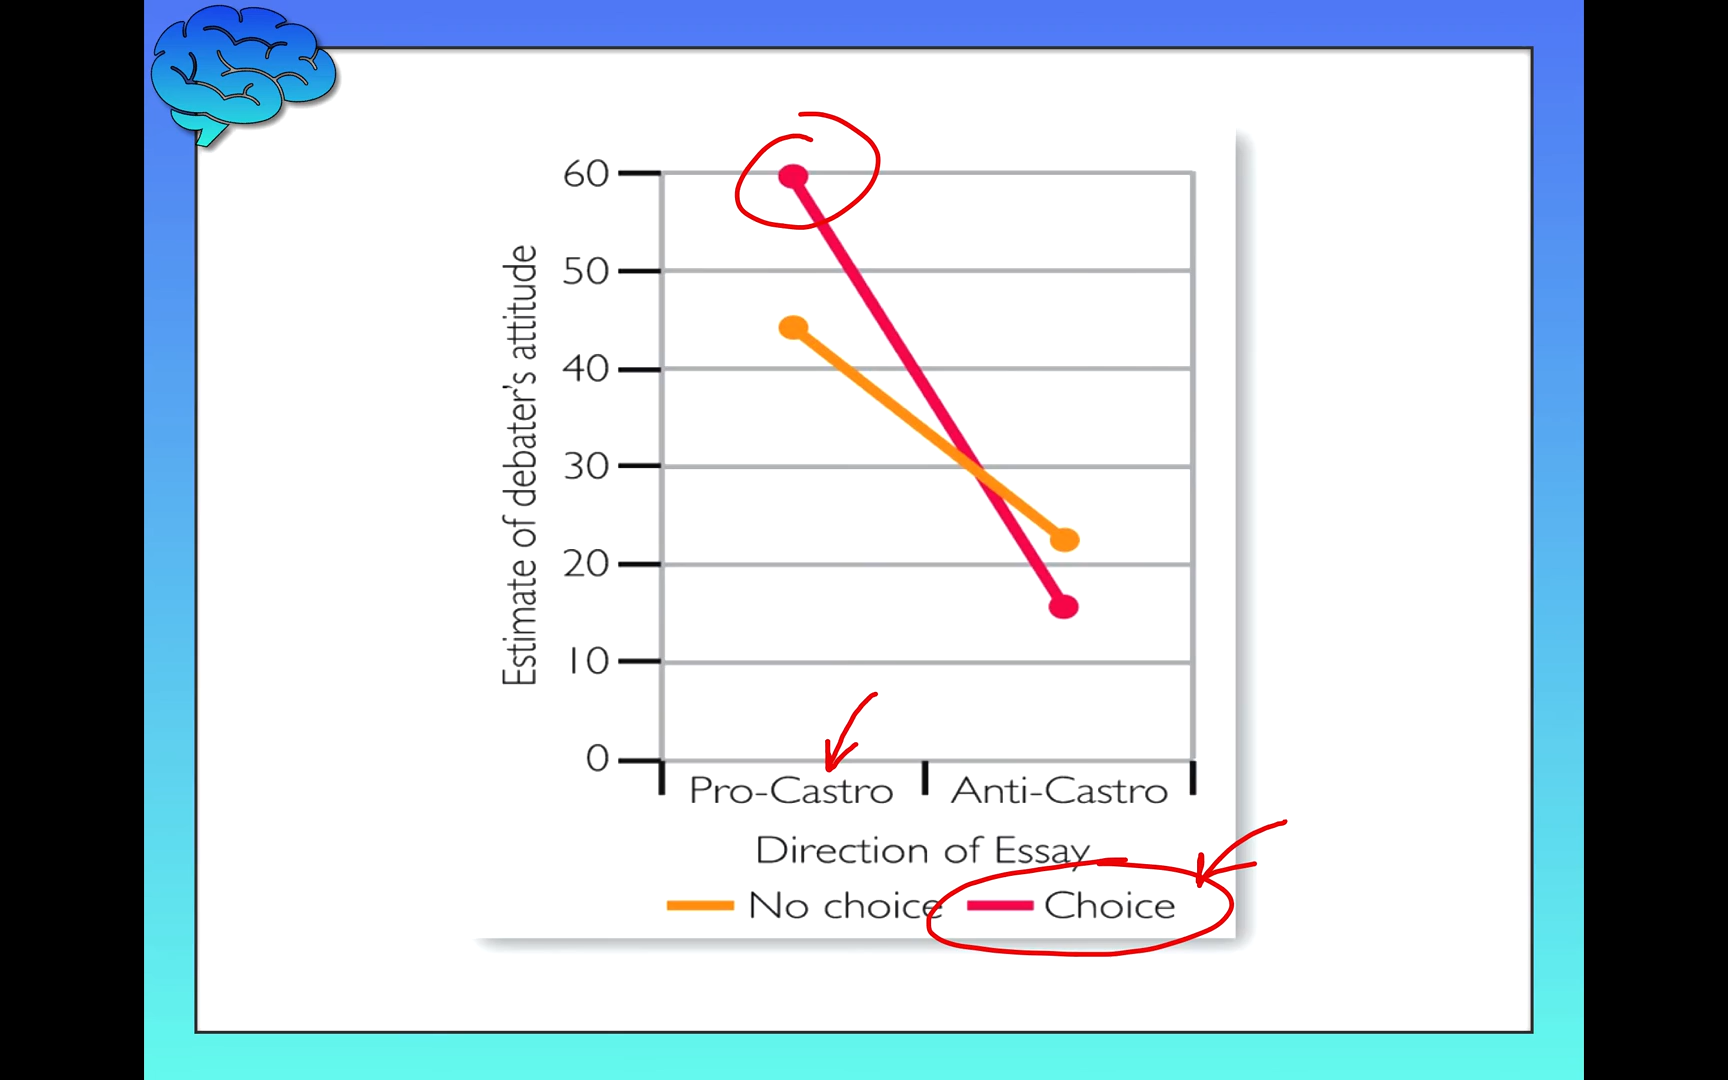 60
50
40
30
20
10
0
Estimate of debater's attitude
Pro-Castro Anti-Castro
Direction of Essay
No choice Choice